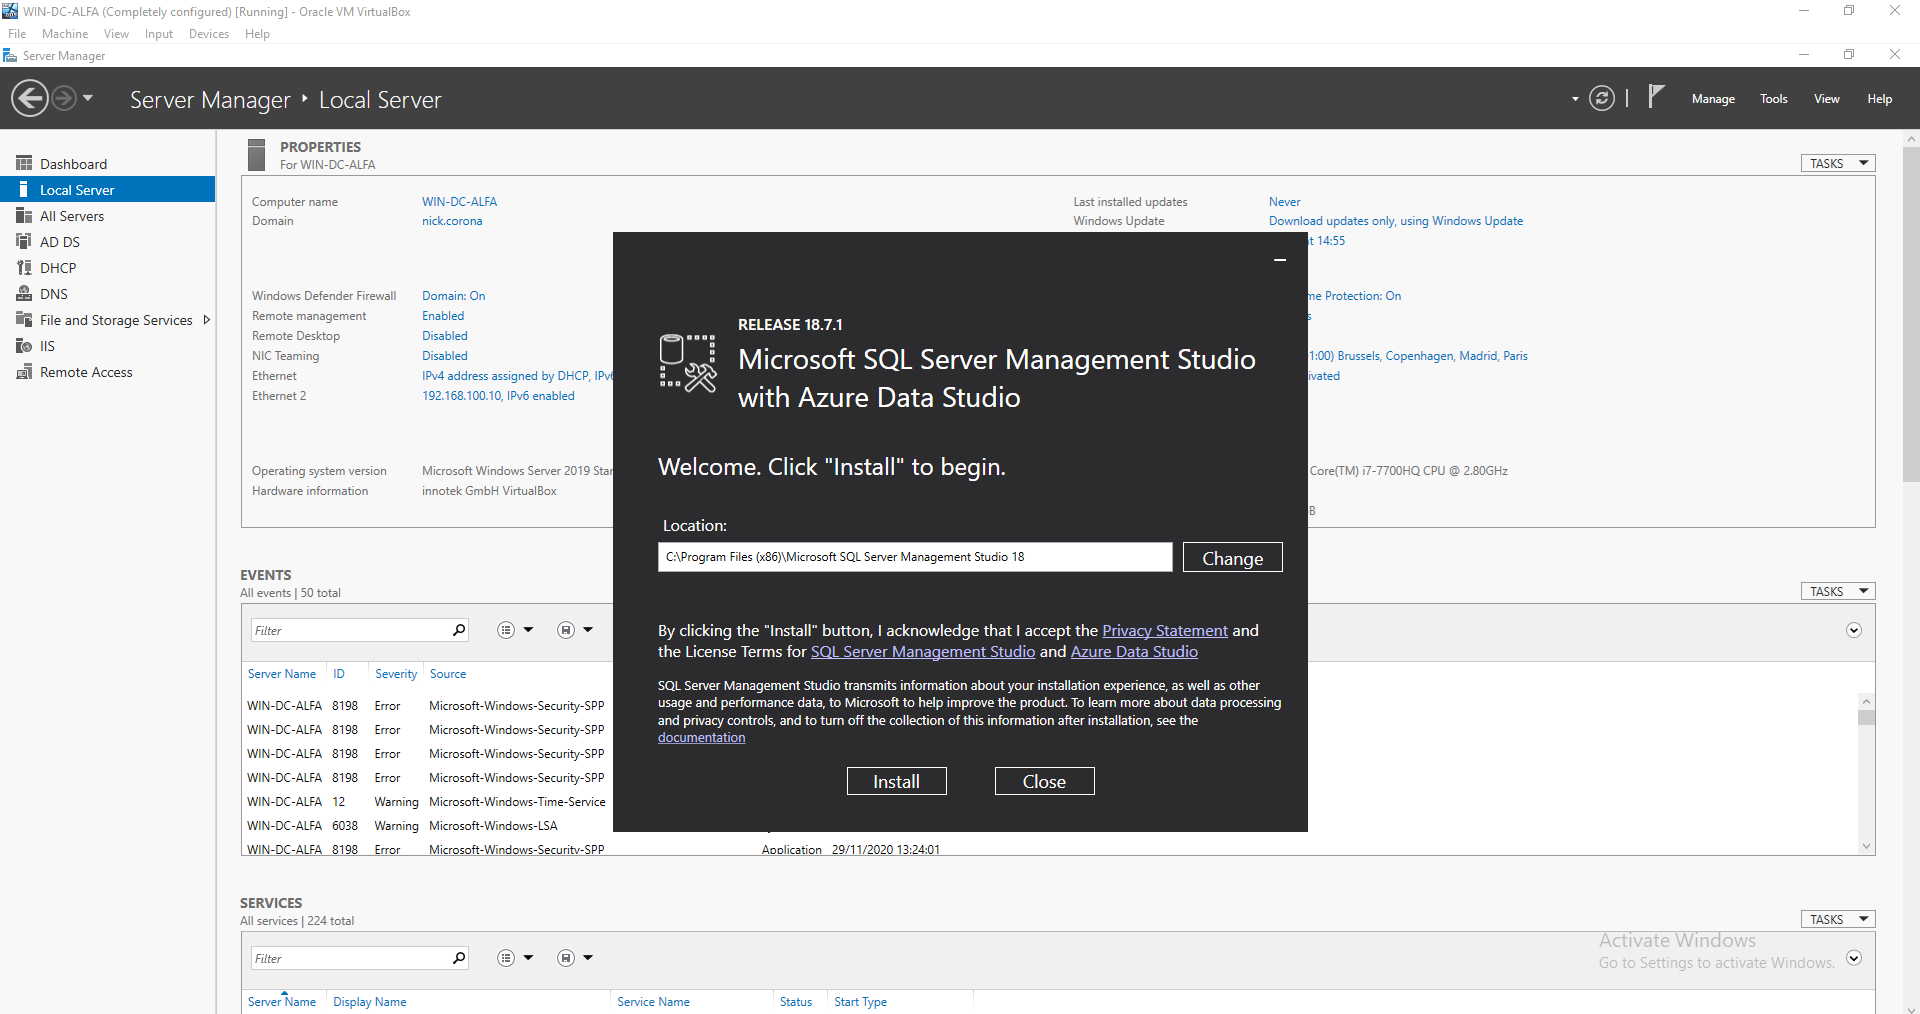 WIN-DC-ALFA (Completely configured) [Running] - Oracle VM VirtualBox
File Machine View Input Devices Help
Server Manager
Server Manager Local Server
Manage Tools View Help
Dashboard
Local Server
All Servers
AD DS
DHCP
DNS
File and Storage Services
IIS
Remote Access
PROPERTIES
For WIN-DC-ALFA
TASKS
Computer name WIN-DC-ALFA
Domain nick.corona
Last installed updates Never
Windows Update Download updates only, using Windows Update
14:55
Windows Defender Firewall Domain: On
Remote management Enabled
Remote Desktop Disabled
NIC Teaming Disabled
Ethernet IPv4 address assigned by DHCP,
Ethernet 2 192.168.100.10, IPv6 enabled
Protection: On
1:00) Brussels, Copenhagen, Madrid, Paris
Operating system version Microsoft Windows Server 2019
Hardware information innotek GmbH VirtualBox
Core(TM) i7-7700HQ CPU @ 2.80GHz
RELEASE 18.7.1
Microsoft SQL Server Management Studio
with Azure Data Studio
Welcome. Click "Install" to begin.
Location:
C:\Program Files (x86)\Microsoft SQL Server Management Studio 18
Change
By clicking the "Install" button, I acknowledge that I accept the Privacy Statement and
the License Terms for SQL Server Management Studio and Azure Data Studio
SQL Server Management Studio transmits information about your installation experience, as well as other
usage and performance data, to Microsoft to help improve the product. To learn more about data processing
and privacy controls, and to turn off the collection of this information after installation, see the
documentation
Install Close
EVENTS
All events | 50 total
TASKS
Filter
Server Name ID Severity Source
WIN-DC-ALFA 8198 Error Microsoft-Windows-Security-SPP
WIN-DC-ALFA 8198 Error Microsoft-Windows-Security-SPP
WIN-DC-ALFA 8198 Error Microsoft-Windows-Security-SPP
WIN-DC-ALFA 8198 Error Microsoft-Windows-Security-SPP
WIN-DC-ALFA 12 Warning Microsoft-Windows-Time-Service
WIN-DC-ALFA 6038 Warning Microsoft-Windows-LSA
WIN-DC-ALFA 8198 Error Microsoft-Windows-Security-SPP Application 29/11/2020 13:24:01
SERVICES
All services | 224 total
TASKS
Filter
Activate Windows
Go to Settings to activate Windows.
Server Name Display Name Service Name Status Start Type